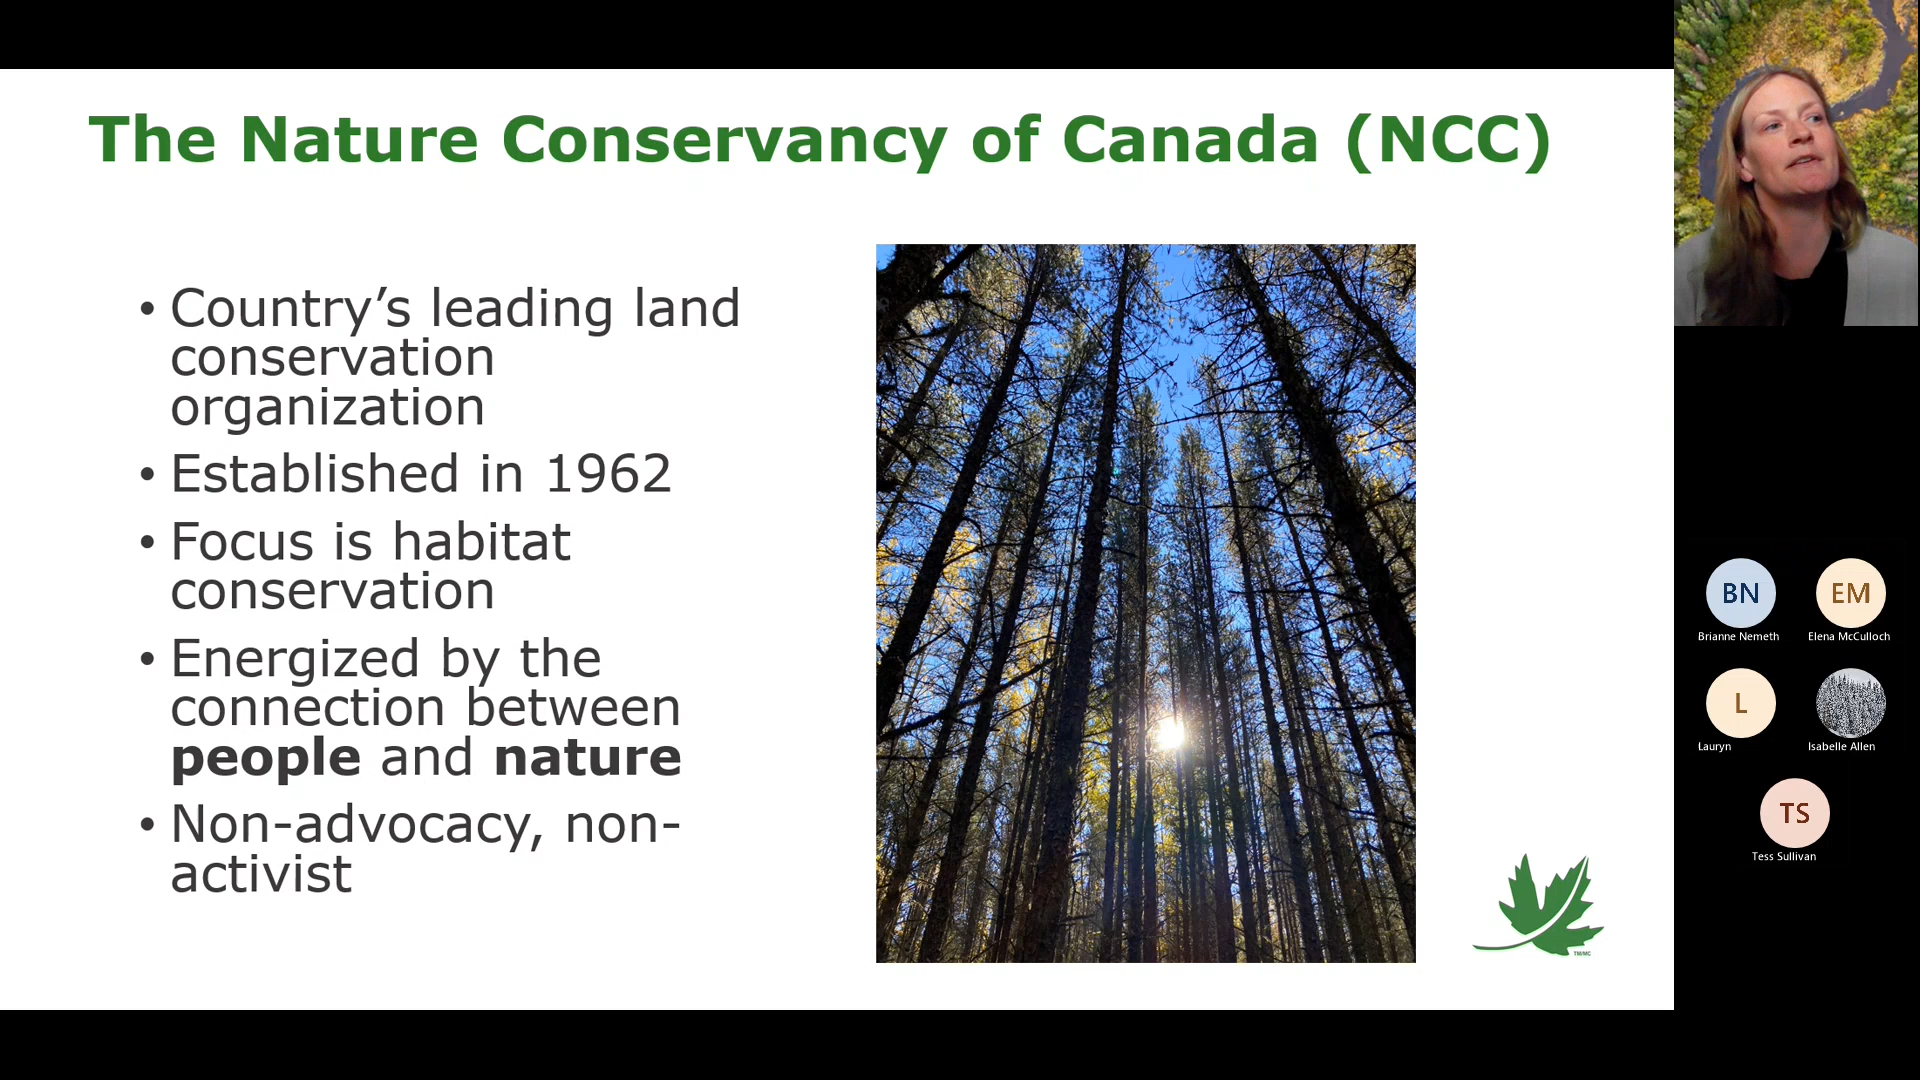 The Nature Conservancy of Canada (NCC)
• Country’s leading land
conservation
organization
• Established in 1962
• Focus is habitat
conservation
• Energized by the
connection between
people and nature
• Non-advocacy, non-
activist
TM/MC
BN
Brianne Nemeth
EM
Elena McCulloch
L
Lauryn
Isabelle Allen
TS
Tess Sullivan